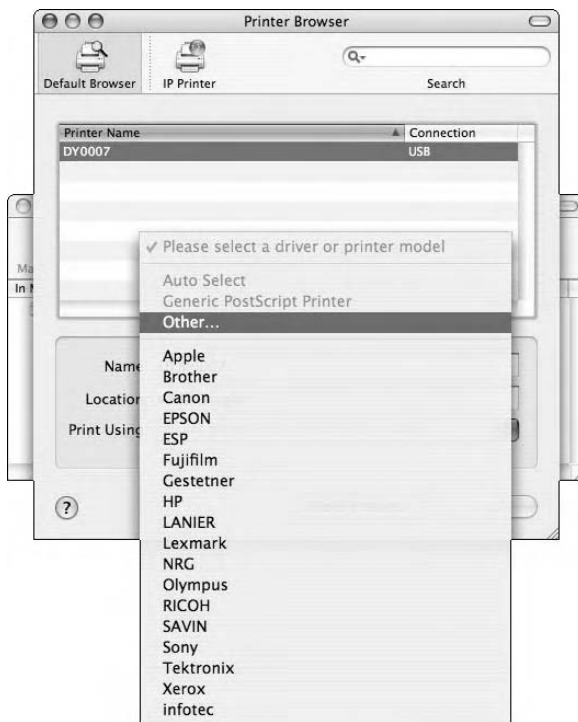 Printer Browser
Default Browser
IP Printer
Search
Printer Name
Connection
DY0007
USB
Ma
In M
Please select a driver or printer model
Auto Select
Generic PostScript Printer
Other...
Apple
Name
Brother
Location
Canon
EPSON
Print Using
ESP
Fujifilm
Gestetner
?
HP
LANIER
Lexmark
NRG
Olympus
RICOH
SAVIN
Sony
Tektronix
Xerox
infotec